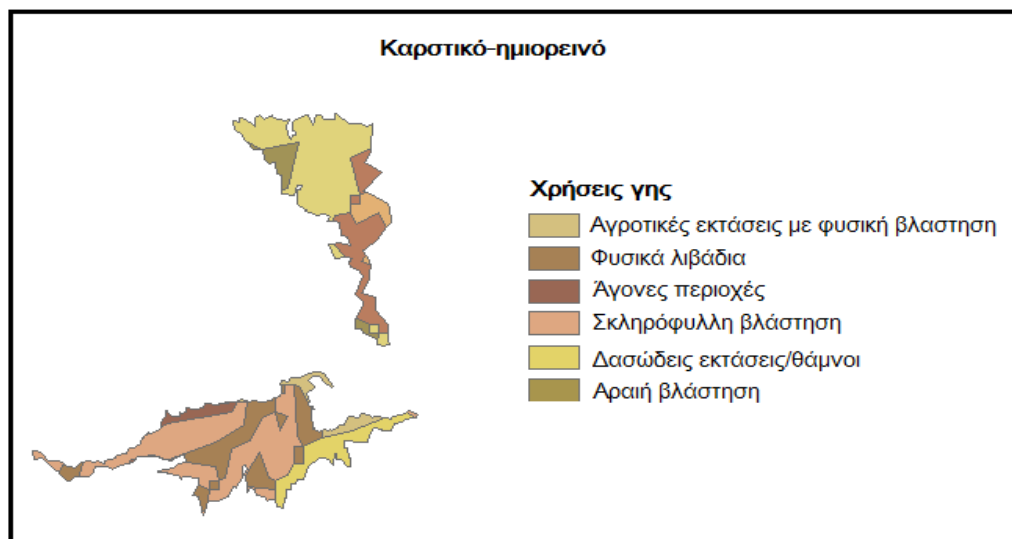 Καρστικό-ημιορεινό
Χρήσεις γης
Αγροτικές εκτάσεις με φυσική βλαστηση
Φυσικά λιβάδια
Άγονες περιοχές
Σκληρόφυλλη βλάστηση
Δασώδεις εκτάσεις/θάμνοι
Αραιή βλάστηση